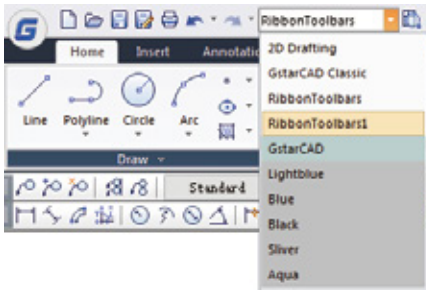 G
RibbonToolbars
Home Insert Annotatio
2D Drafting
GstarCAD Classic
RibbonToolbars
RibbonToolbars1
GstarCAD
Lightblue
Blue
Black
Sliver
Aqua
Line Polyline Circle Arc
Draw
Standard